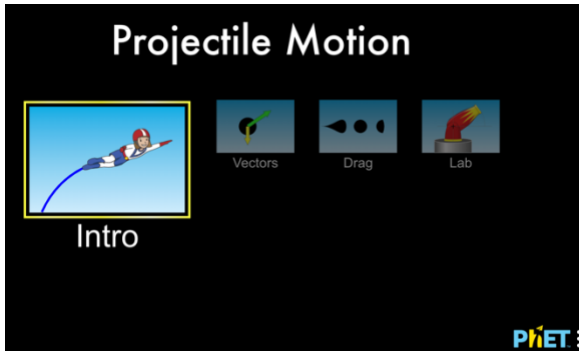 Projectile Motion
Vectors
Drag
Lab
Intro
PhET